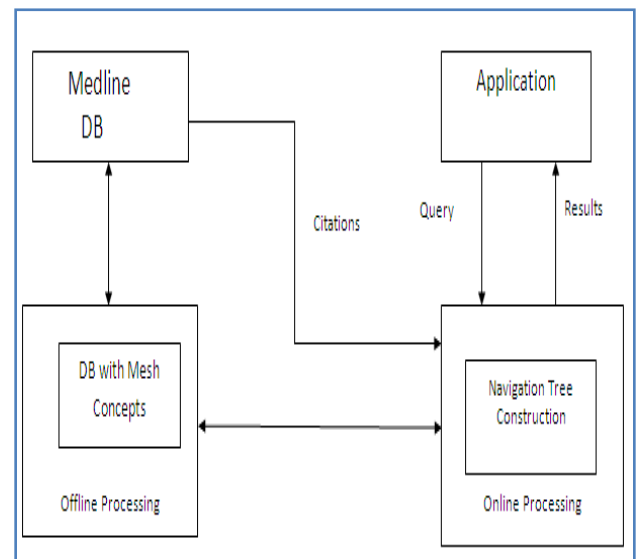 Medline
DB
Application
Citations
Query
Results
DB with Mesh
Concepts
Offline Processing
Navigation Tree
Construction
Online Processing